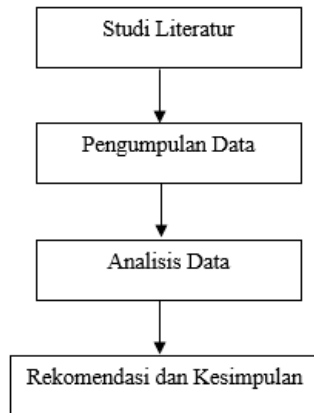 Studi Literatur
Pengumpulan Data
Analisis Data
Rekomendasi dan Kesimpulan